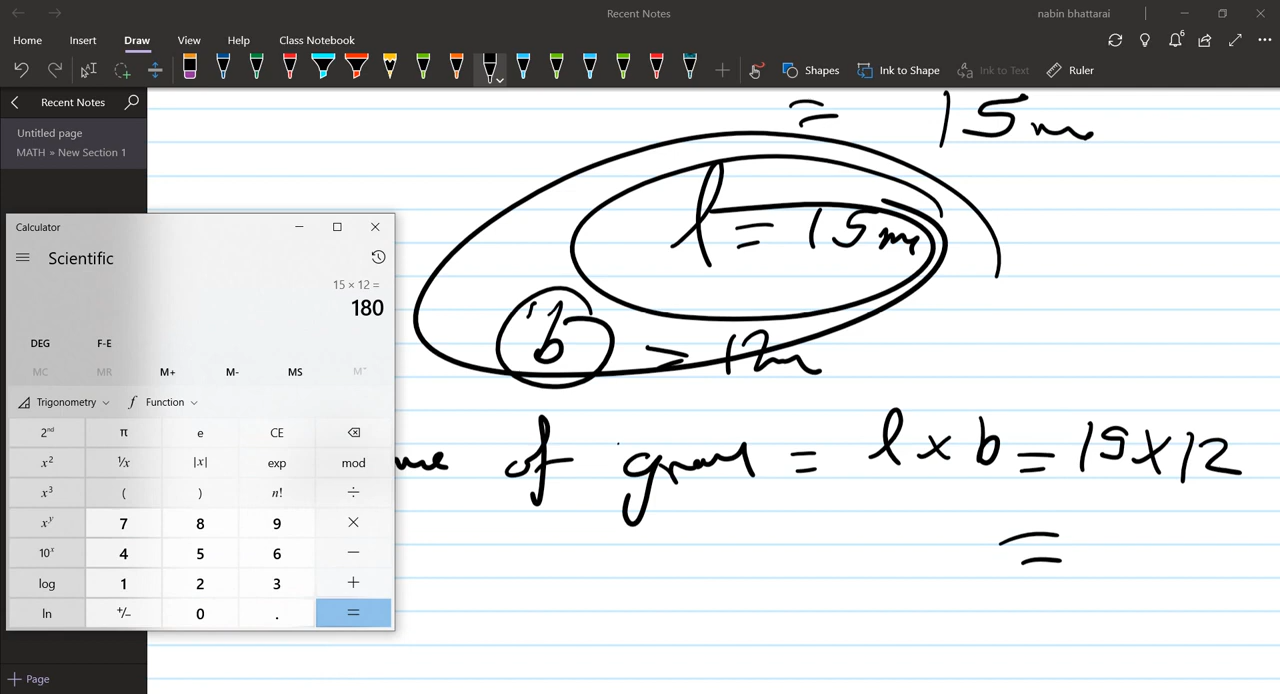 Recent Notes
nabin bhattarai
Home Insert Draw View Help Class Notebook
Shapes Ink to Shape Ink to Text Ruler
Recent Notes
Untitled page
MATH » New Section 1
= 15m
l = 15m
b = 12m
of = l x b = 15 x 12
=
Calculator
Scientific
15 × 12 =
180
DEG F-E
MC MR M+ M- MS M˅
Trigonometry f Function
2nd π e CE
x² ¹/x |x| exp mod
x³ ( ) n! ÷
xʸ 7 8 9 ×
10ˣ 4 5 6 −
log 1 2 3 +
ln +/− 0 . =
+ Page